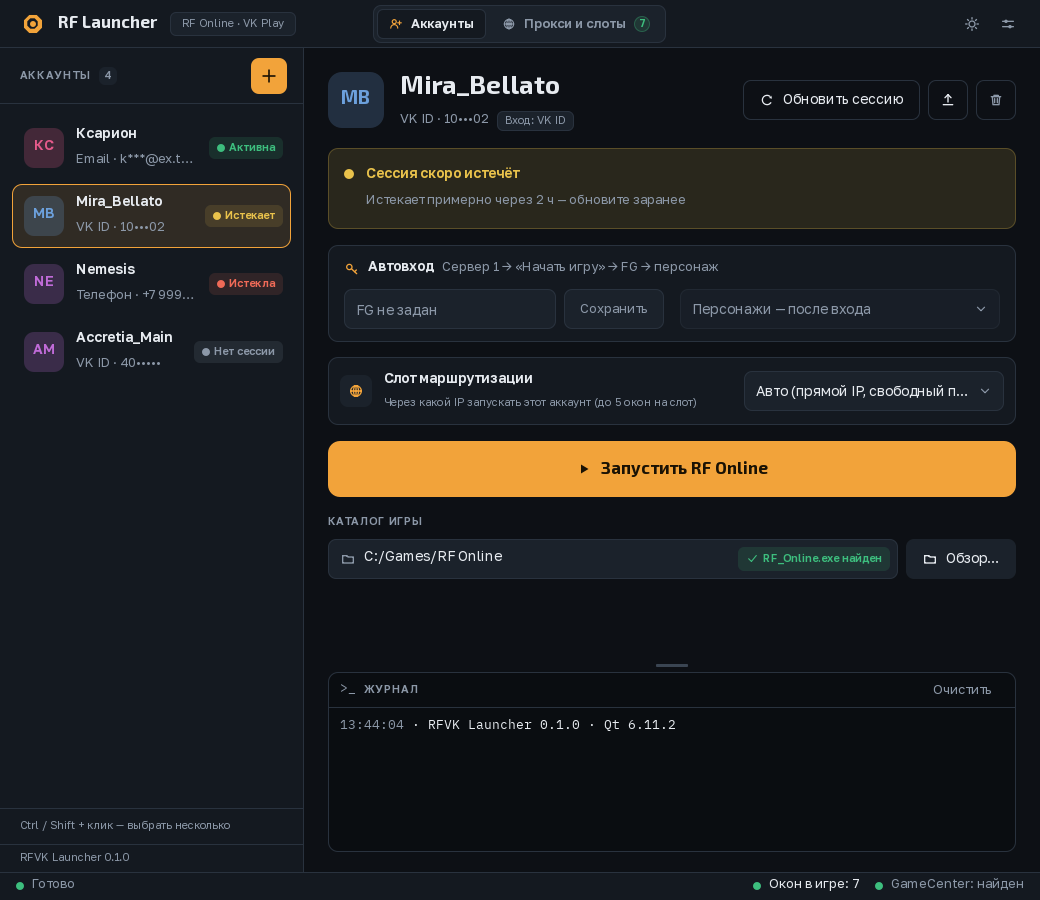 RF Launcher
RF Online · VK Play
Аккаунты
Прокси и слоты 7
АККАУНТЫ 4
КС
Ксарион
Email · k***@ex.t…
Активна
MB
Mira_Bellato
VK ID · 10•••02
Истекает
NE
Nemesis
Телефон · +7 999…
Истекла
AM
Accretia_Main
VK ID · 40•••••
Нет сессии
Ctrl / Shift + клик — выбрать несколько
RFVK Launcher 0.1.0
MB
Mira_Bellato
VK ID · 10•••02
Вход: VK ID
Обновить сессию
Сессия скоро истечёт
Истекает примерно через 2 ч — обновите заранее
Автовход Сервер 1 → «Начать игру» → FG → персонаж
FG не задан
Сохранить
Персонажи — после входа
Слот маршрутизации
Через какой IP запускать этот аккаунт (до 5 окон на слот)
Авто (прямой IP, свободный п…
Запустить RF Online
КАТАЛОГ ИГРЫ
C:/Games/RF Online
RF_Online.exe найден
Обзор…
>_ ЖУРНАЛ
Очистить
13:44:04 · RFVK Launcher 0.1.0 · Qt 6.11.2
Готово
Окон в игре: 7
GameCenter: найден